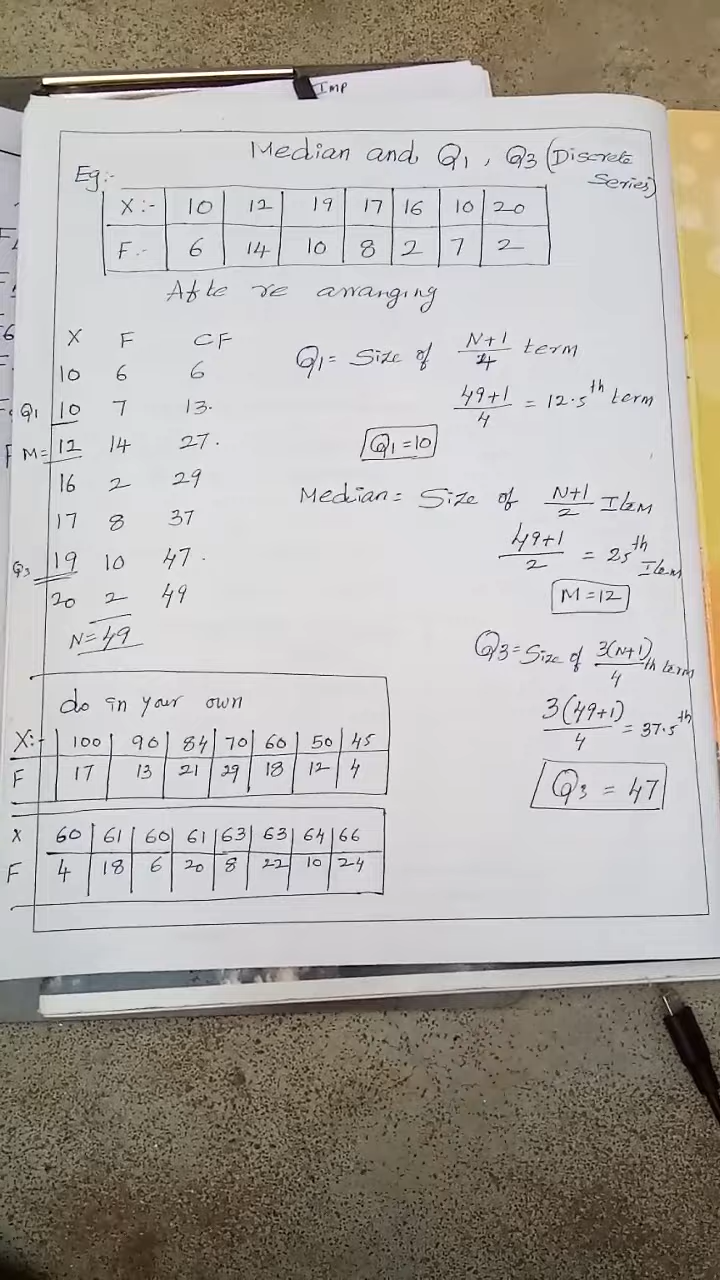 IMP
Median and Q1, Q3 (Discrete Series)
Eg:-
X:- 10 12 19 17 16 10 20
F:- 6 14 10 8 2 7 2
Afte re arranging
X F CF
10 6 6
Q1 10 7 13.
M= 12 14 27.
16 2 29
17 8 37
Q3 19 10 47.
20 2 49
N=49
Q1= Size of N+1/4 term
49+1/4 = 12.5th term
Q1=10
Median= Size of N+1/2 Item
49+1/2 = 25th Item
M=12
Q3=Size of 3(N+1)/4 th term
3(49+1)/4 = 37.5th
Q3 = 47
do in your own
X:- 100 90 84 70 60 50 45
F 17 13 21 29 18 12 4
X 60 61 60 61 63 63 64 66
F 4 18 6 20 8 22 10 24